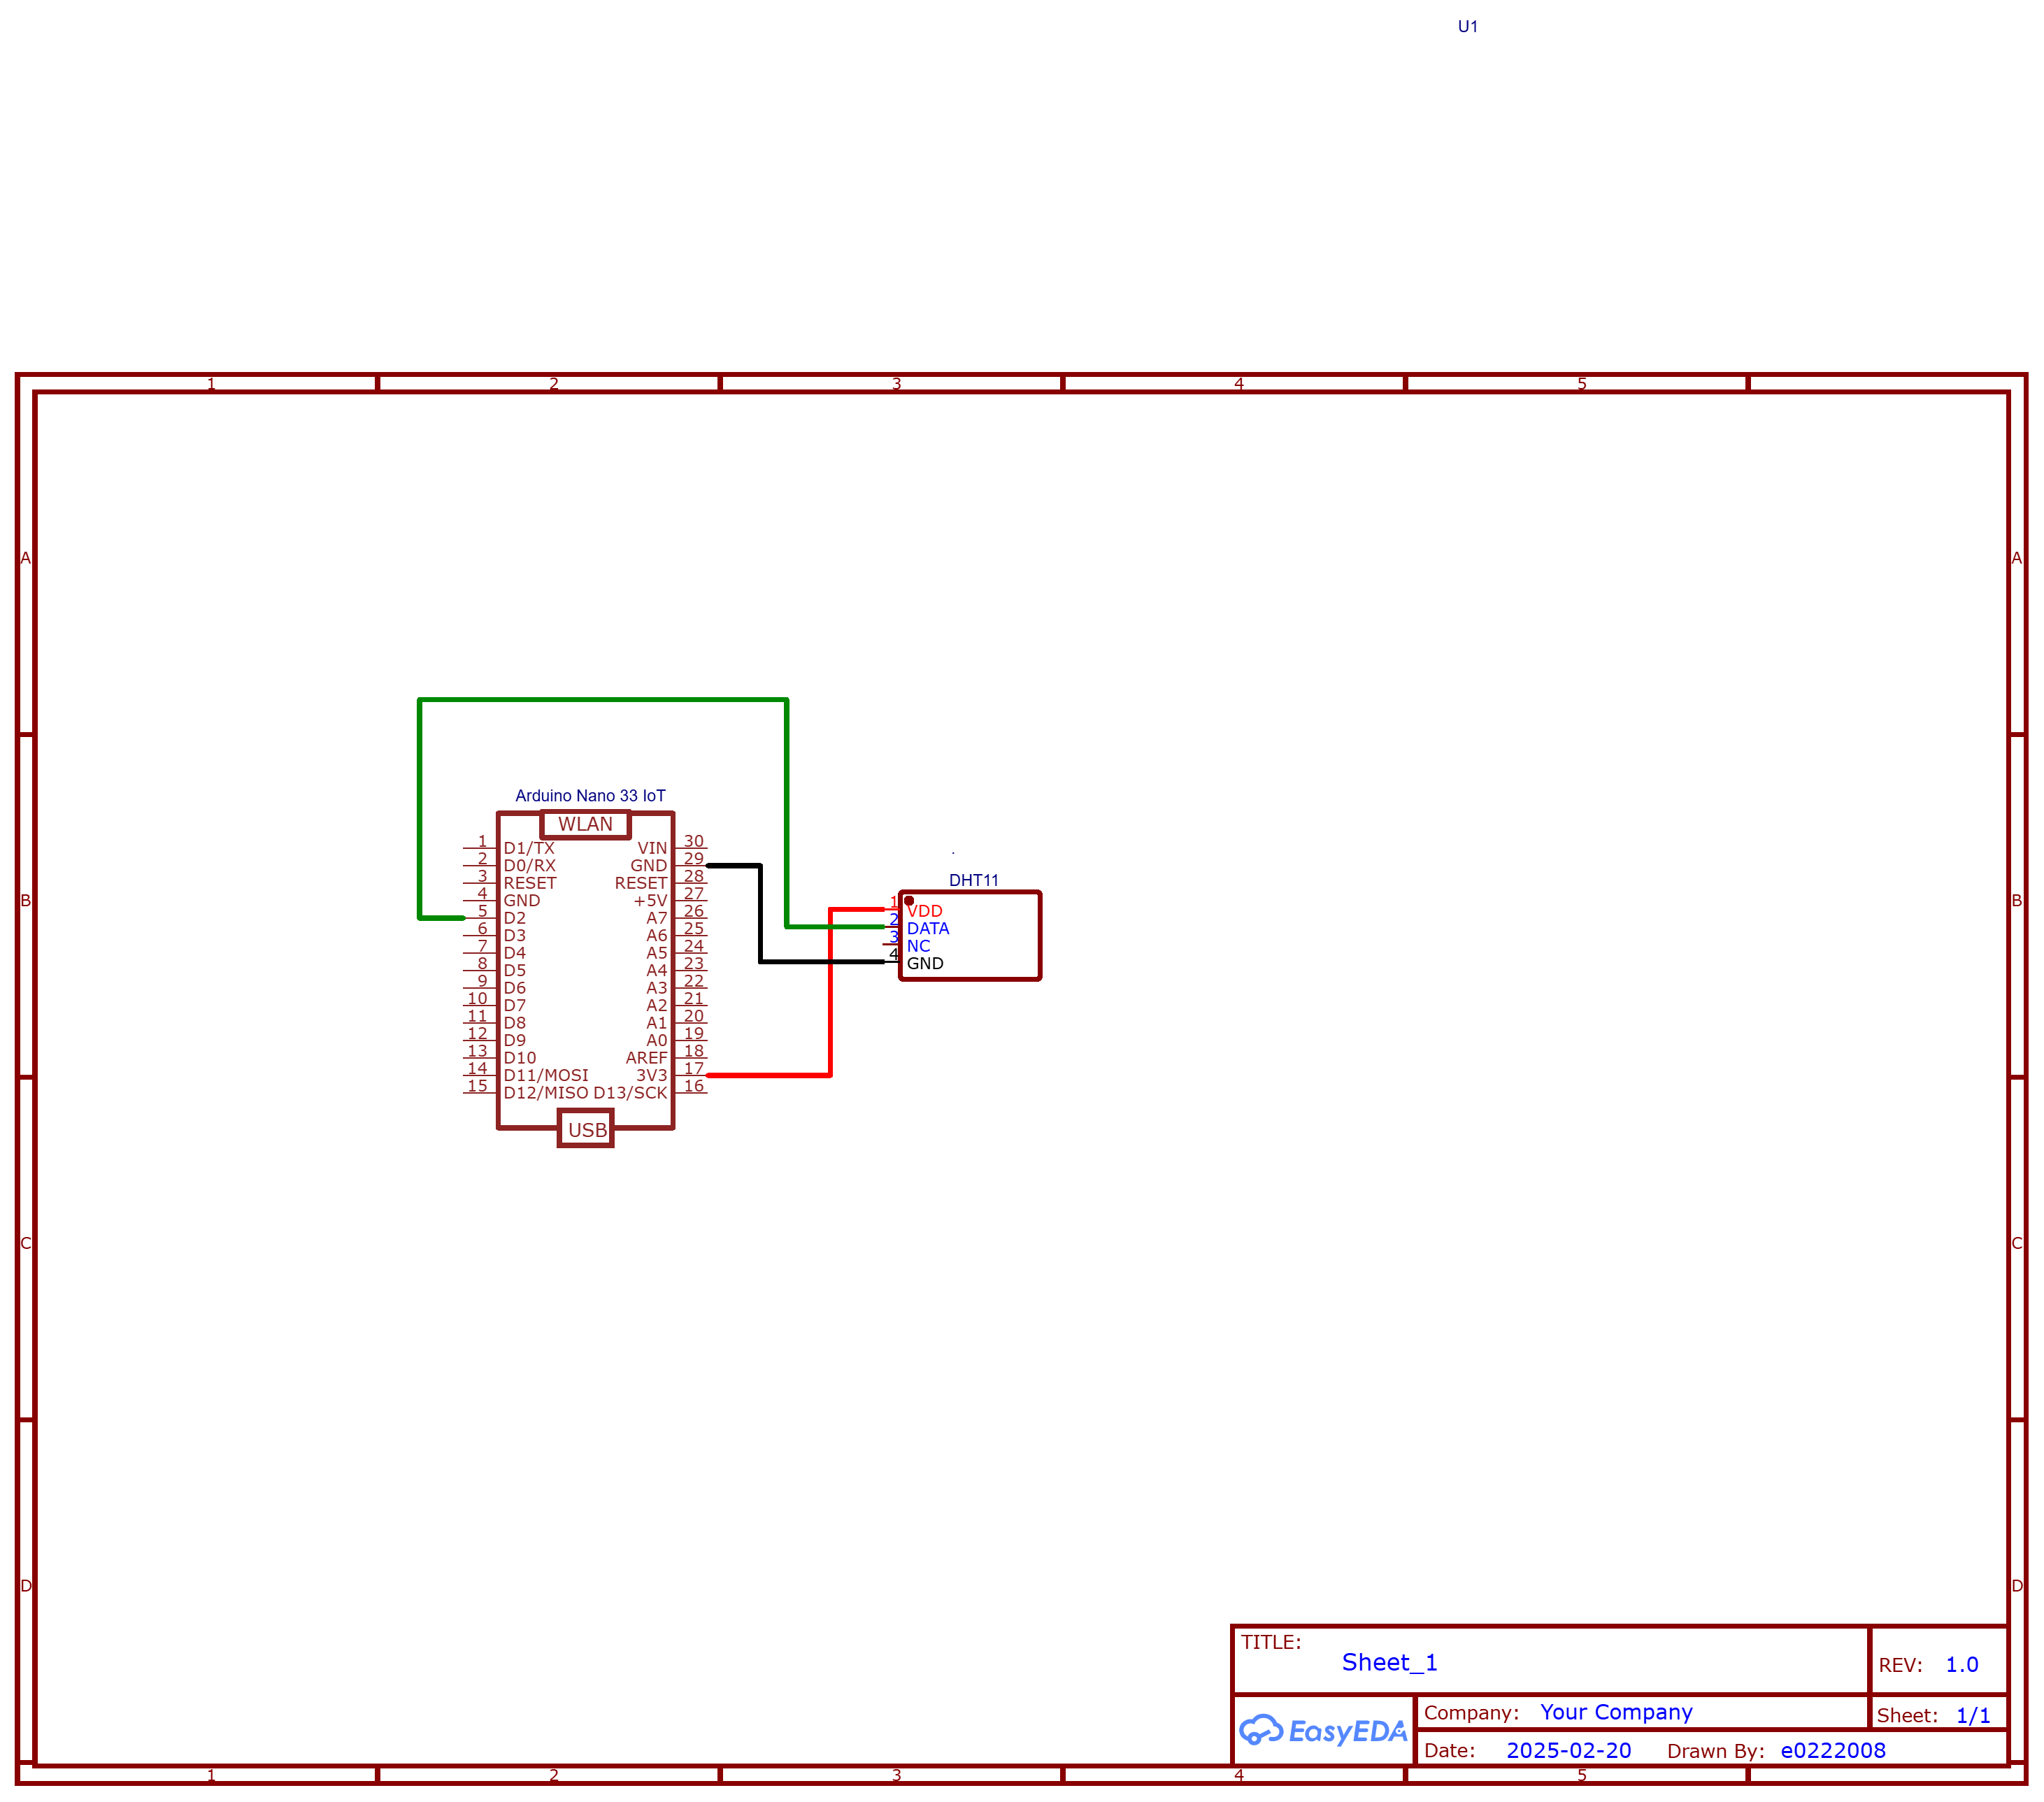 U1
1 2 3 4 5
A A
Arduino Nano 33 IoT
WLAN
1 D1/TX VIN 30
2 D0/RX GND 29
3 RESET RESET 28
4 GND +5V 27
5 D2 A7 26
6 D3 A6 25
7 D4 A5 24
8 D5 A4 23
9 D6 A3 22
10 D7 A2 21
11 D8 A1 20
12 D9 A0 19
13 D10 AREF 18
14 D11/MOSI 3V3 17
15 D12/MISO D13/SCK 16
USB
DHT11
1 VDD
2 DATA
3 NC
4 GND
B B
C C
D D
TITLE:
Sheet_1
REV: 1.0
EasyEDA
Company: Your Company
Sheet: 1/1
Date: 2025-02-20 Drawn By: e0222008
1 2 3 4 5